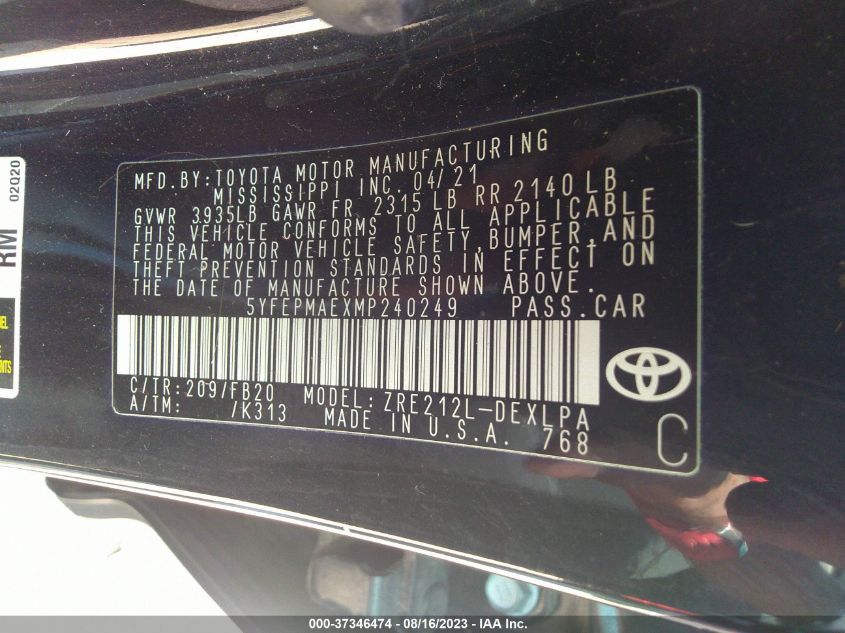 MFD.BY:TOYOTA MOTOR MANUFACTURING
MISSISSIPPI INC. 04/21
GVWR 3935LB GAWR FR 2315 LB RR 2140 LB
THIS VEHICLE CONFORMS TO ALL APPLICABLE
FEDERAL MOTOR VEHICLE SAFETY,BUMPER,AND
THEFT PREVENTION STANDARDS IN EFFECT ON
THE DATE OF MANUFACTURE SHOWN ABOVE.
5YFEPMAEXMP240249 PASS.CAR
C/TR:209/FB20 MODEL:ZRE212L-DEXLPA
A/TM: /K313 MADE IN U.S.A. 768
C
02020
RM
000-37346474 — 08/16/2023 — IAA Inc.